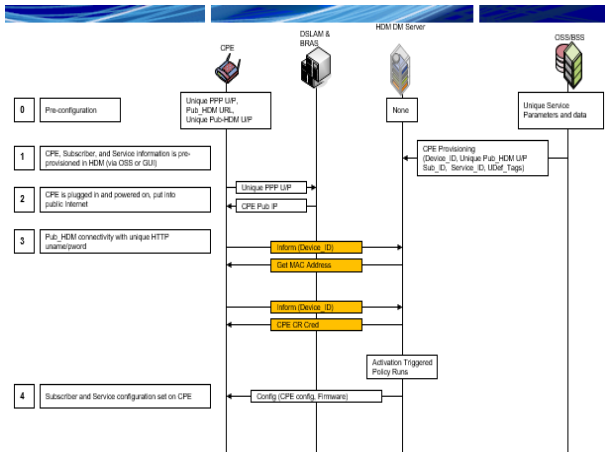 CPE
DSLAM &
BRAS
HDM DM Server
OSS/BSS
0
Pre-configuration
Unique PPP U/P,
Pub_HDM URL,
Unique Pub-HDM U/P
None
Unique Service
Parameters and data
1
CPE, Subscriber, and Service information is pre-
provisioned in HDM (via OSS or GUI)
CPE Provisioning
(Device_ID, Unique Pub_HDM U/P
Sub_ID, Service_ID, UDef_Tags)
2
CPE is plugged in and powered on, put into
public Internet
Unique PPP U/P
CPE Pub IP
3
Pub_HDM connectivity with unique HTTP
uname/pword
Inform (Device_ID)
Get MAC Address
Inform (Device_ID)
CPE CR Cred
Activation Triggered
Policy Runs
4
Subscriber and Service configuration set on CPE
Config (CPE config, Firmware)